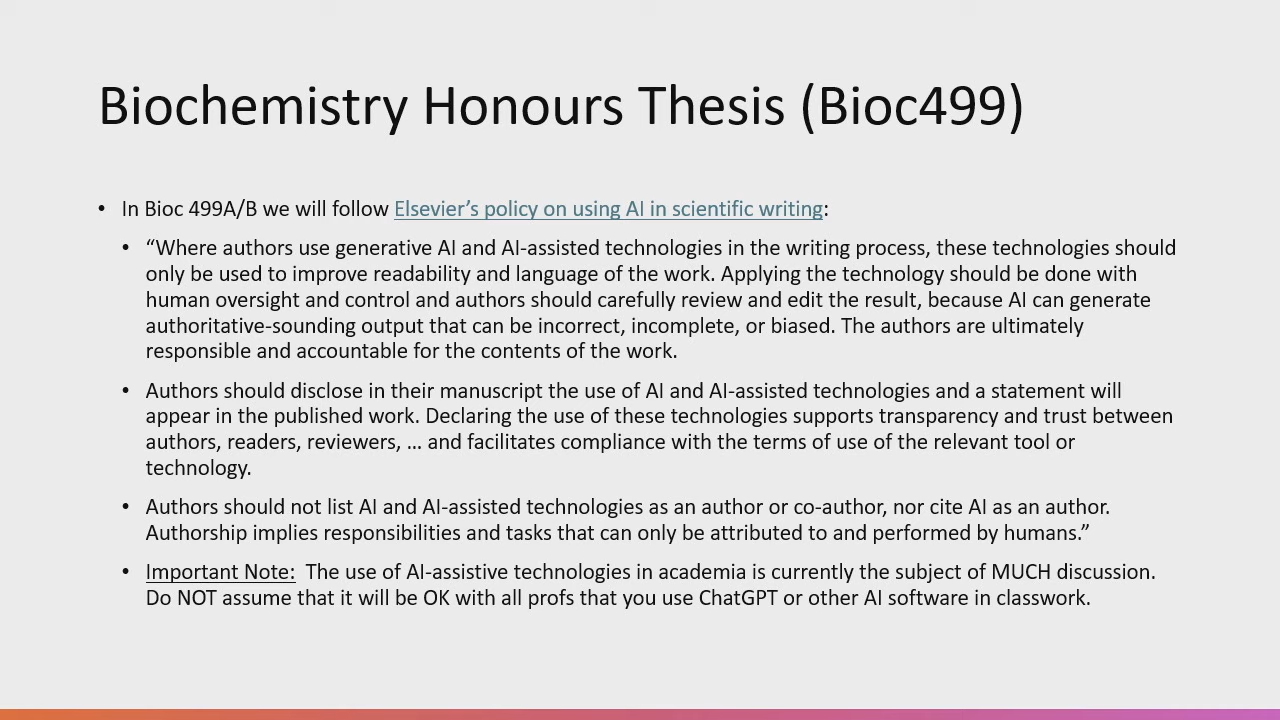 Biochemistry Honours Thesis (Bioc499)
• In Bioc 499A/B we will follow Elsevier’s policy on using AI in scientific writing:
• “Where authors use generative AI and AI-assisted technologies in the writing process, these technologies should
only be used to improve readability and language of the work. Applying the technology should be done with
human oversight and control and authors should carefully review and edit the result, because AI can generate
authoritative-sounding output that can be incorrect, incomplete, or biased. The authors are ultimately
responsible and accountable for the contents of the work.
• Authors should disclose in their manuscript the use of AI and AI-assisted technologies and a statement will
appear in the published work. Declaring the use of these technologies supports transparency and trust between
authors, readers, reviewers, … and facilitates compliance with the terms of use of the relevant tool or
technology.
• Authors should not list AI and AI-assisted technologies as an author or co-author, nor cite AI as an author.
Authorship implies responsibilities and tasks that can only be attributed to and performed by humans.”
• Important Note:  The use of AI-assistive technologies in academia is currently the subject of MUCH discussion.
Do NOT assume that it will be OK with all profs that you use ChatGPT or other AI software in classwork.